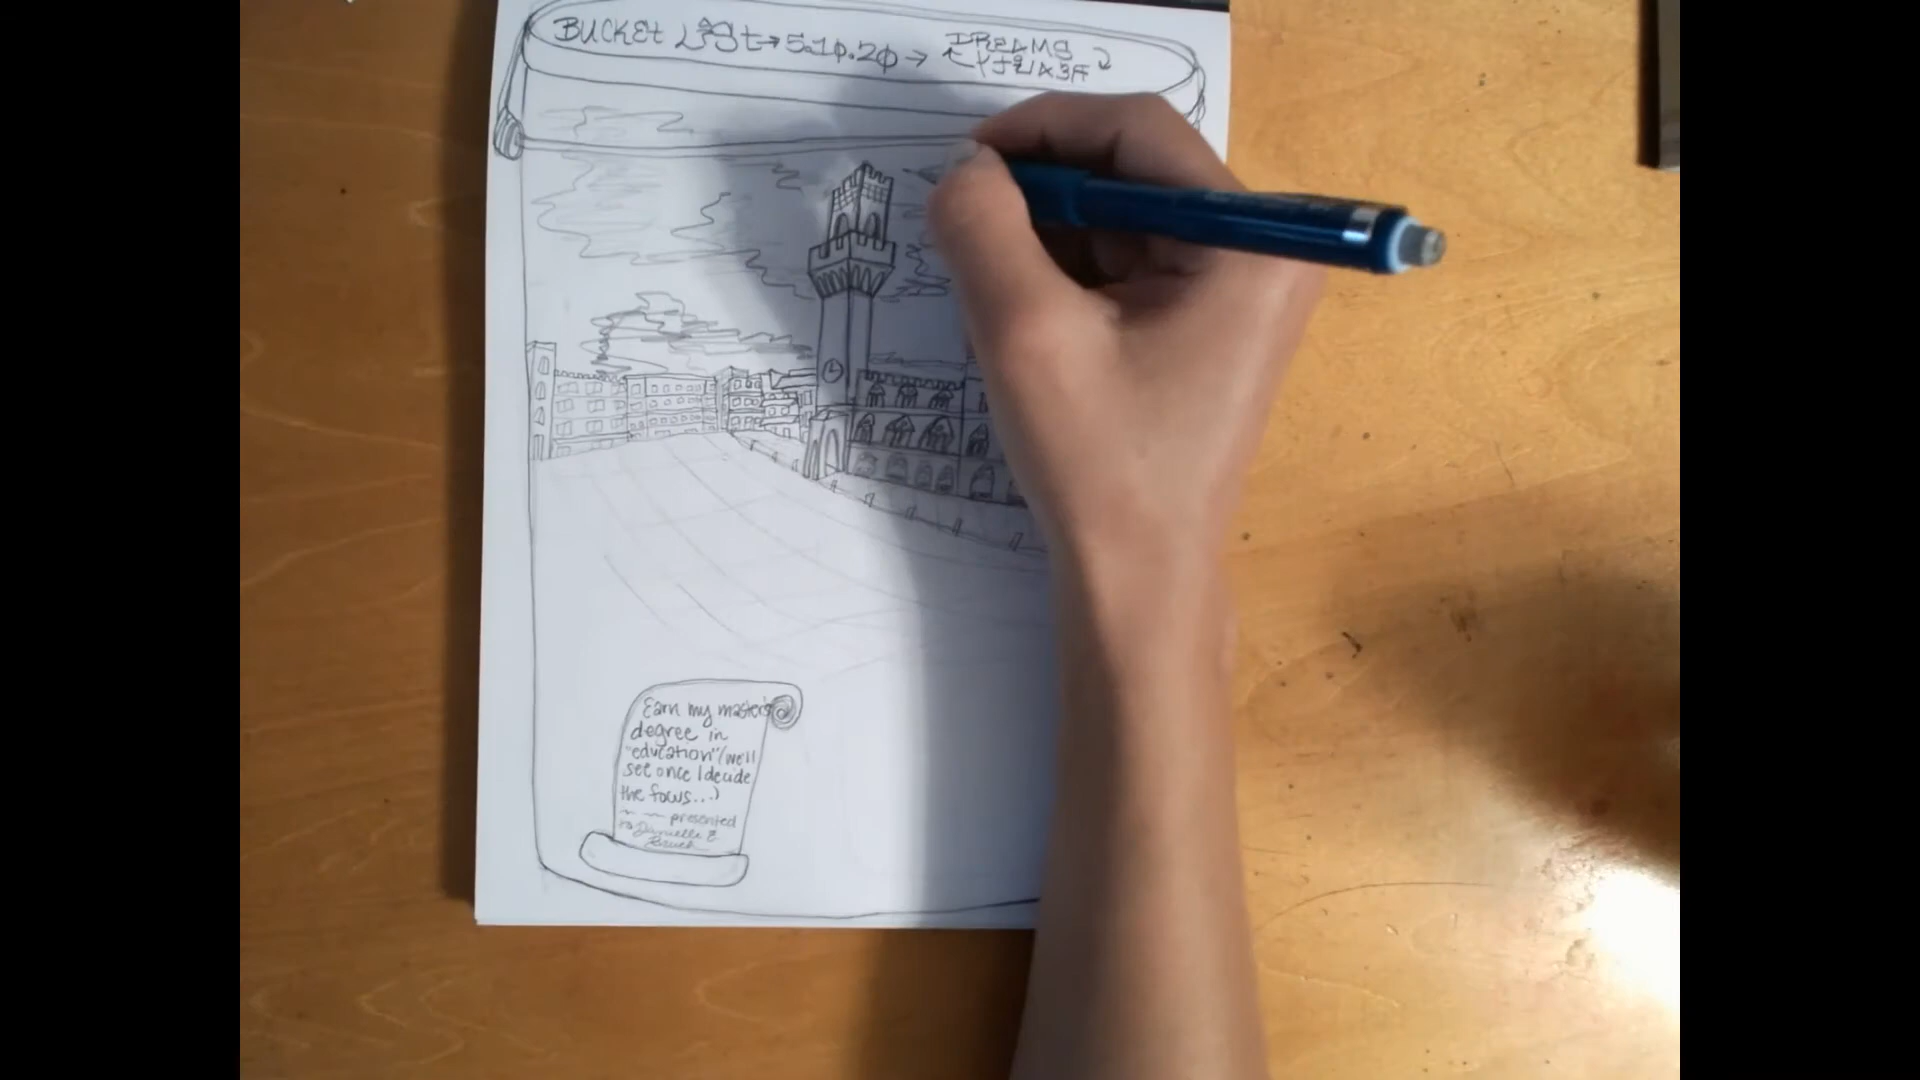 BUCKET LIST → 5.10.20 → DREAMS
Earn my master's
degree in
"education" (we'll
see once I decide
the focus...)
~ ~ presented
to Danielle E